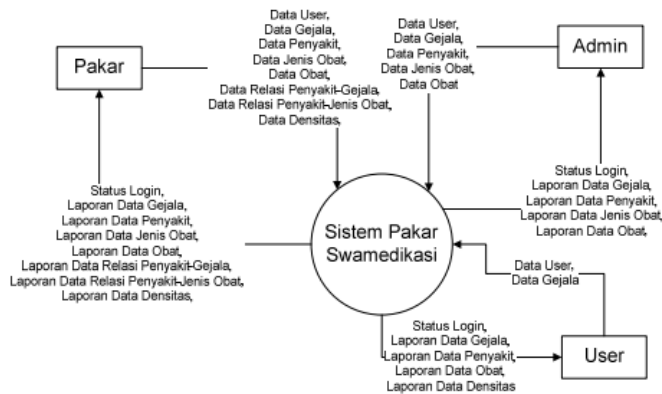 Pakar
Data User,
Data Gejala,
Data Penyakit,
Data Jenis Obat,
Data Obat,
Data Relasi Penyakit-Gejala,
Data Relasi Penyakit-Jenis Obat,
Data Densitas,
Data User,
Data Gejala,
Data Penyakit,
Data Jenis Obat,
Data Obat
Admin
Status Login,
Laporan Data Gejala,
Laporan Data Penyakit,
Laporan Data Jenis Obat,
Laporan Data Obat,
Laporan Data Relasi Penyakit-Gejala,
Laporan Data Relasi Penyakit-Jenis Obat,
Laporan Data Densitas,
Sistem Pakar
Swamedikasi
Status Login,
Laporan Data Gejala,
Laporan Data Penyakit,
Laporan Data Jenis Obat,
Laporan Data Obat,
Data User,
Data Gejala
Status Login,
Laporan Data Gejala,
Laporan Data Penyakit,
Laporan Data Obat,
Laporan Data Densitas
User